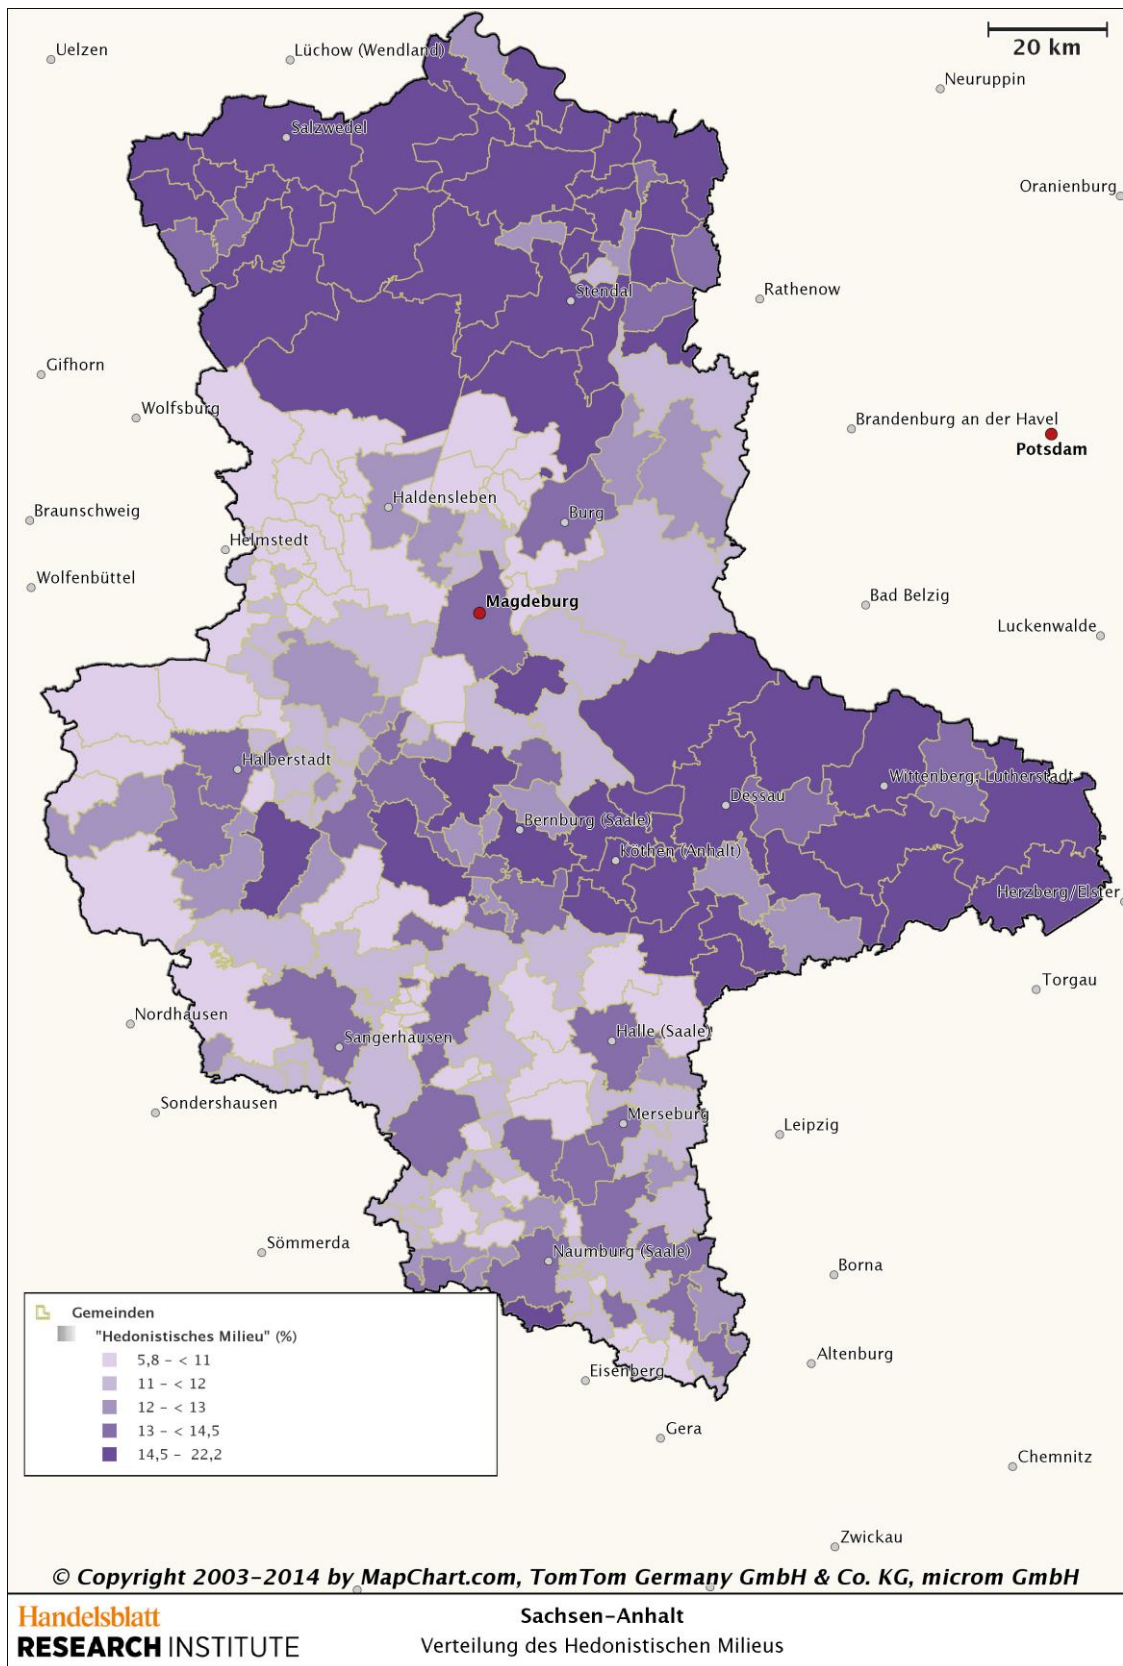 20 km
Uelzen
Lüchow (Wendland)
Neuruppin
Salzwedel
Oranienburg
Stendal
Rathenow
Gifhorn
Wolfsburg
Brandenburg an der Havel
Potsdam
Haldensleben
Braunschweig
Burg
Helmstedt
Wolfenbüttel
Magdeburg
Bad Belzig
Luckenwalde
Halberstadt
Wittenberg, Lutherstadt
Dessau
Bernburg (Saale)
Köthen (Anhalt)
Herzberg/Elster
Torgau
Nordhausen
Sangerhausen
Halle (Saale)
Sondershausen
Merseburg
Leipzig
Sömmerda
Naumburg (Saale)
Borna
Gemeinden
"Hedonistisches Milieu" (%)
5,8 - < 11
11 - < 12
12 - < 13
13 - < 14,5
14,5 - 22,2
Altenburg
Eisenberg
Gera
Chemnitz
Zwickau
© Copyright 2003-2014 by MapChart.com, TomTom Germany GmbH & Co. KG, microm GmbH
Handelsblatt
RESEARCH INSTITUTE
Sachsen-Anhalt
Verteilung des Hedonistischen Milieus